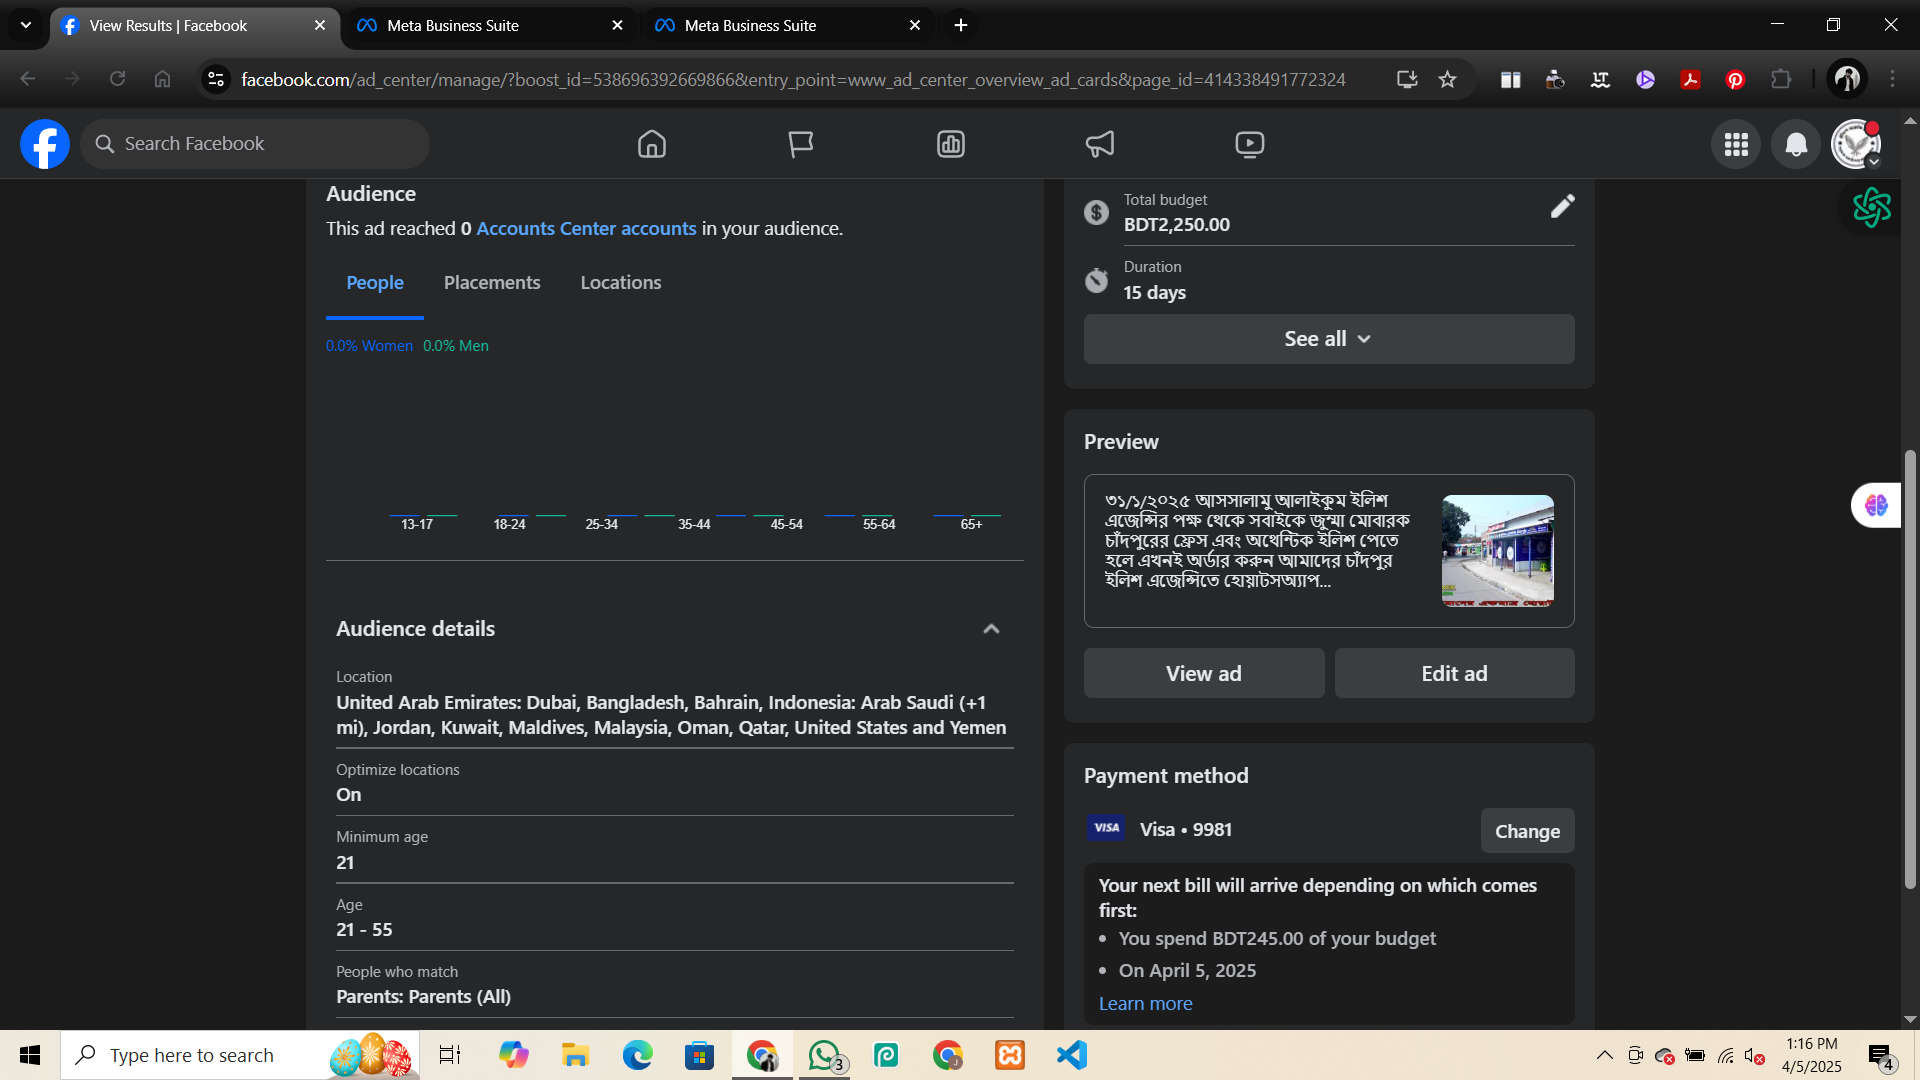 View Results | Facebook
Meta Business Suite
Meta Business Suite
facebook.com/ad_center/manage/?boost_id=538696392669866&entry_point=www_ad_center_overview_ad_cards&page_id=414338491772324
Search Facebook
Audience
This ad reached 0 Accounts Center accounts in your audience.
People
Placements
Locations
0.0% Women 0.0% Men
13-17 18-24 25-34 35-44 45-54 55-64 65+
Audience details
Location
United Arab Emirates: Dubai, Bangladesh, Bahrain, Indonesia: Arab Saudi (+1
mi), Jordan, Kuwait, Maldives, Malaysia, Oman, Qatar, United States and Yemen
Optimize locations
On
Minimum age
21
Age
21 - 55
People who match
Parents: Parents (All)
Total budget
BDT2,250.00
Duration
15 days
See all
Preview
৩১/১/২০২৫ আসসালামু আলাইকুম ইলিশ
এজেন্সির পক্ষ থেকে সবাইকে জুম্মা মোবারক
চাঁদপুরের ফ্রেস এবং অথেন্টিক ইলিশ পেতে
হলে এখনই অর্ডার করুন আমাদের চাঁদপুর
ইলিশ এজেন্সিতে হোয়াটসঅ্যাপ...
View ad
Edit ad
Payment method
VISA
Visa • 9981
Change
Your next bill will arrive depending on which comes
first:
• You spend BDT245.00 of your budget
• On April 5, 2025
Learn more
Type here to search
3
1:16 PM
4/5/2025
4